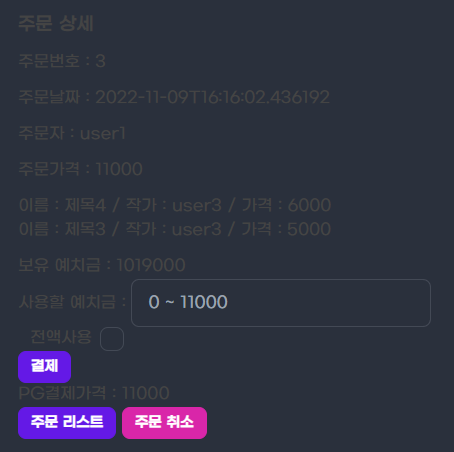 주문 상세
주문번호 : 3
주문날짜 : 2022-11-09T16:16:02.436192
주문자 : user1
주문가격 : 11000
이름 : 제목4 / 작가 : user3 / 가격 : 6000
이름 : 제목3 / 작가 : user3 / 가격 : 5000
보유 예치금 : 1019000
사용할 예치금 : 0 ~ 11000
전액사용
결제
PG결제가격 : 11000
주문 리스트 주문 취소